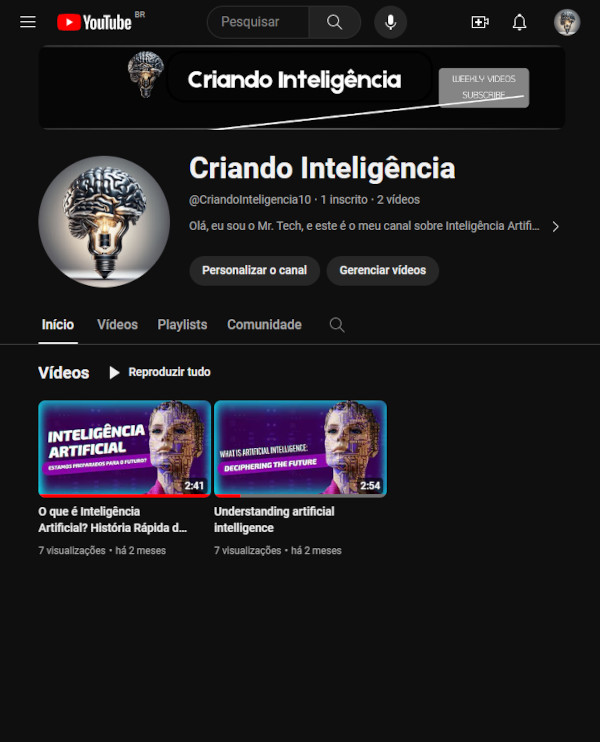 YouTube BR
Pesquisar
Criando Inteligência
WEEKLY VIDEOS
SUBSCRIBE
Criando Inteligência
@CriandoInteligencia10 · 1 inscrito · 2 vídeos
Olá, eu sou o Mr. Tech, e este é o meu canal sobre Inteligência Artifi...
Personalizar o canal
Gerenciar vídeos
Início
Vídeos
Playlists
Comunidade
Vídeos
Reproduzir tudo
INTELIGÊNCIA
ARTIFICIAL
ESTAMOS PREPARADOS PARA O FUTURO?
2:41
WHAT IS ARTIFICIAL INTELLIGENCE:
DECIPHERING THE FUTURE
2:54
O que é Inteligência
Artificial? História Rápida d...
7 visualizações • há 2 meses
Understanding artificial
intelligence
7 visualizações • há 2 meses